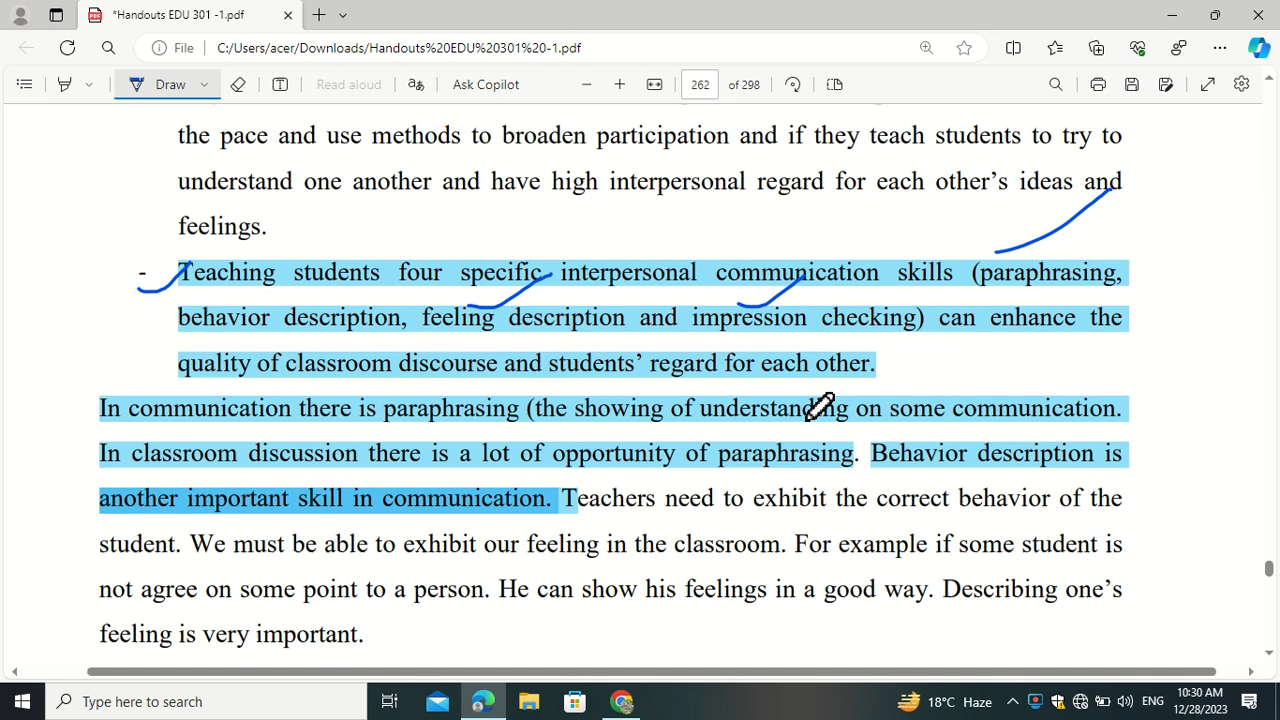 *Handouts EDU 301 -1.pdf
File C:/Users/acer/Downloads/Handouts%20EDU%20301%20-1.pdf
Draw Read aloud aあ Ask Copilot 262 of 298
the pace and use methods to broaden participation and if they teach students to try to
understand one another and have high interpersonal regard for each other’s ideas and
feelings.
- Teaching students four specific interpersonal communication skills (paraphrasing,
behavior description, feeling description and impression checking) can enhance the
quality of classroom discourse and students’ regard for each other.
In communication there is paraphrasing (the showing of understanding on some communication.
In classroom discussion there is a lot of opportunity of paraphrasing. Behavior description is
another important skill in communication. Teachers need to exhibit the correct behavior of the
student. We must be able to exhibit our feeling in the classroom. For example if some student is
not agree on some point to a person. He can show his feelings in a good way. Describing one’s
feeling is very important.
Type here to search 18°C Haze ENG 10:30 AM
12/28/2023